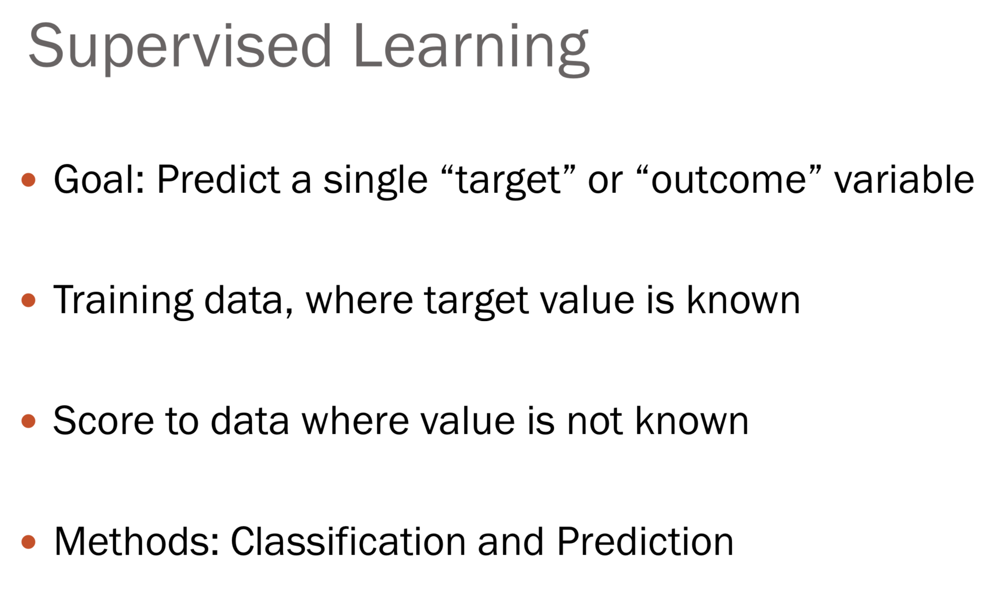 Supervised Learning
• Goal: Predict a single “target” or “outcome” variable
• Training data, where target value is known
• Score to data where value is not known
• Methods: Classification and Prediction